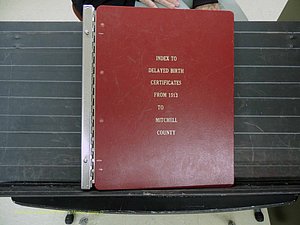 INDEX TO
DELAYED BIRTH
CERTIFICATES
FROM 1913
TO
MITCHELL
COUNTY